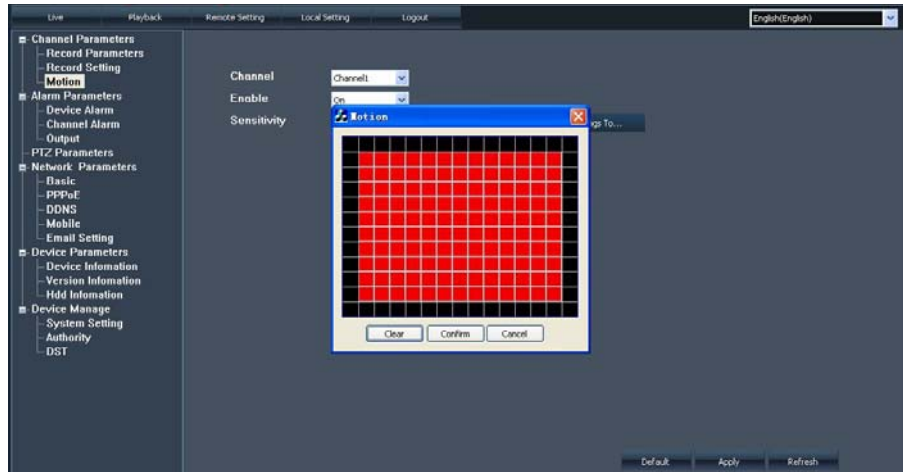 Live Playback Remote Setting Local Setting Logout English(English)
Channel Parameters
Record Parameters
Record Setting
Motion
Alarm Parameters
Device Alarm
Channel Alarm
Output
PTZ Parameters
Network Parameters
Basic
PPPoE
DDNS
Mobile
Email Setting
Device Parameters
Device Infomation
Version Infomation
Hdd Infomation
Device Manage
System Setting
Authority
DST
Channel Channel1
Enable On
Sensitivity
Motion
To...
Clear Confirm Cancel
Default Apply Refresh